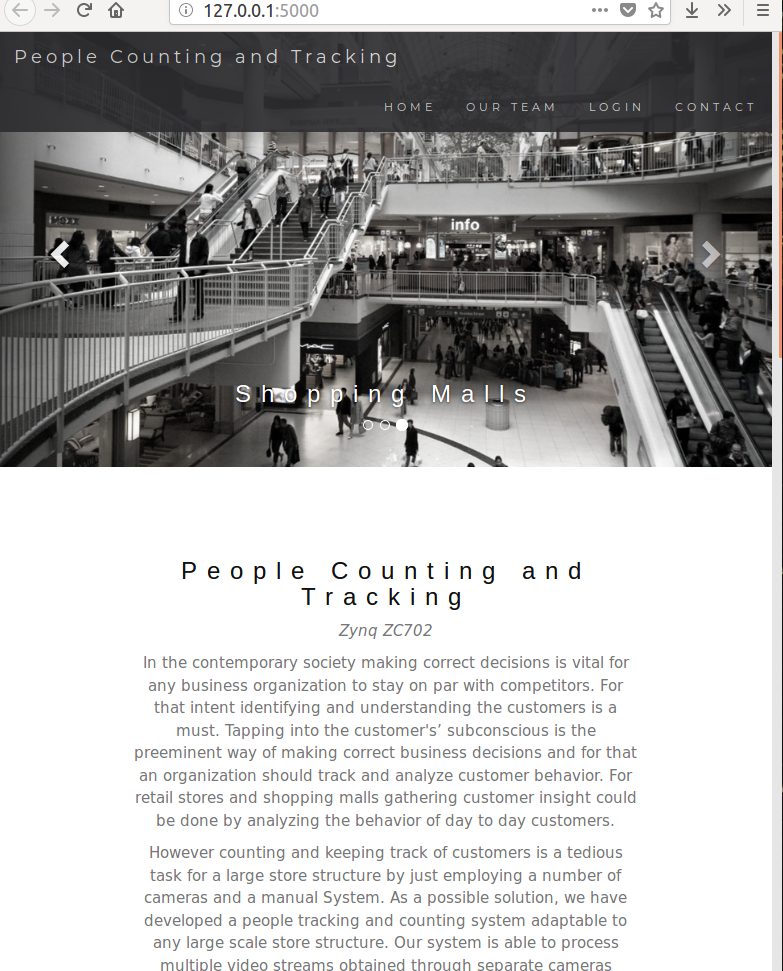 127.0.0.1:5000
People Counting and Tracking
HOME OUR TEAM LOGIN CONTACT
info
MAC
Shopping Malls
People Counting and
Tracking
Zynq ZC702
In the contemporary society making correct decisions is vital for
any business organization to stay on par with competitors. For
that intent identifying and understanding the customers is a
must. Tapping into the customer's’ subconscious is the
preeminent way of making correct business decisions and for that
an organization should track and analyze customer behavior. For
retail stores and shopping malls gathering customer insight could
be done by analyzing the behavior of day to day customers.
However counting and keeping track of customers is a tedious
task for a large store structure by just employing a number of
cameras and a manual System. As a possible solution, we have
developed a people tracking and counting system adaptable to
any large scale store structure. Our system is able to process
multiple video streams obtained through separate cameras